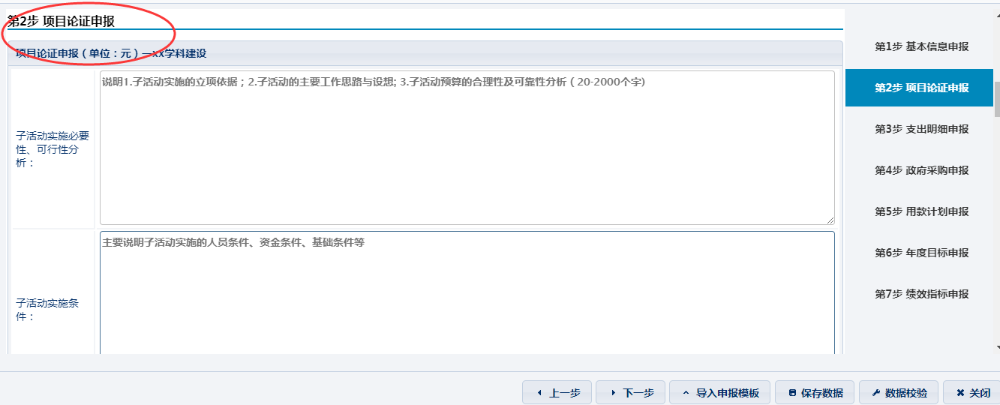 第2步 项目论证申报
项目论证申报（单位：元）—xx学科建设
说明1.子活动实施的立项依据；2.子活动的主要工作思路与设想; 3.子活动预算的合理性及可靠性分析（20-2000个字)
子活动实施必要
性、可行性分
析：
主要说明子活动实施的人员条件、资金条件、基础条件等
子活动实施条
件：
第1步 基本信息申报
第2步 项目论证申报
第3步 支出明细申报
第4步 政府采购申报
第5步 用款计划申报
第6步 年度目标申报
第7步 绩效指标申报
上一步
下一步
导入申报模板
保存数据
数据校验
关闭